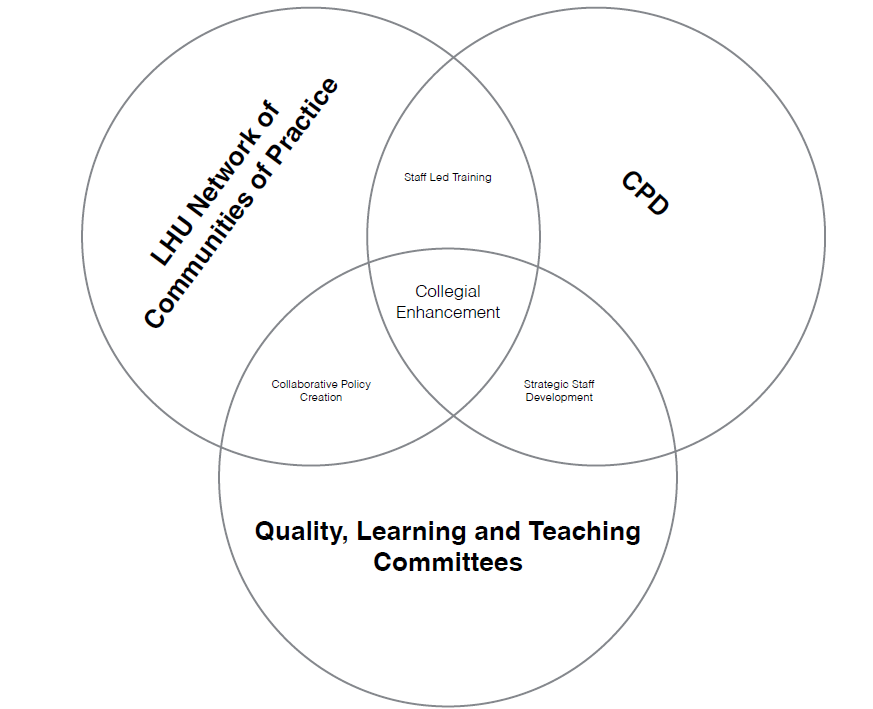 LHU Network of
Communities of Practice
Staff Led Training
CPD
Collegial
Enhancement
Collaborative Policy
Creation
Strategic Staff
Development
Quality, Learning and Teaching
Committees